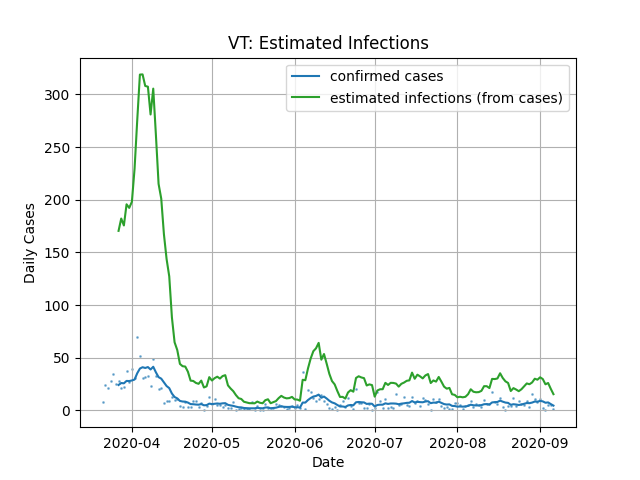 VT: Estimated Infections
confirmed cases
estimated infections (from cases)
Daily Cases
300
250
200
150
100
50
0
2020-04 2020-05 2020-06 2020-07 2020-08 2020-09
Date